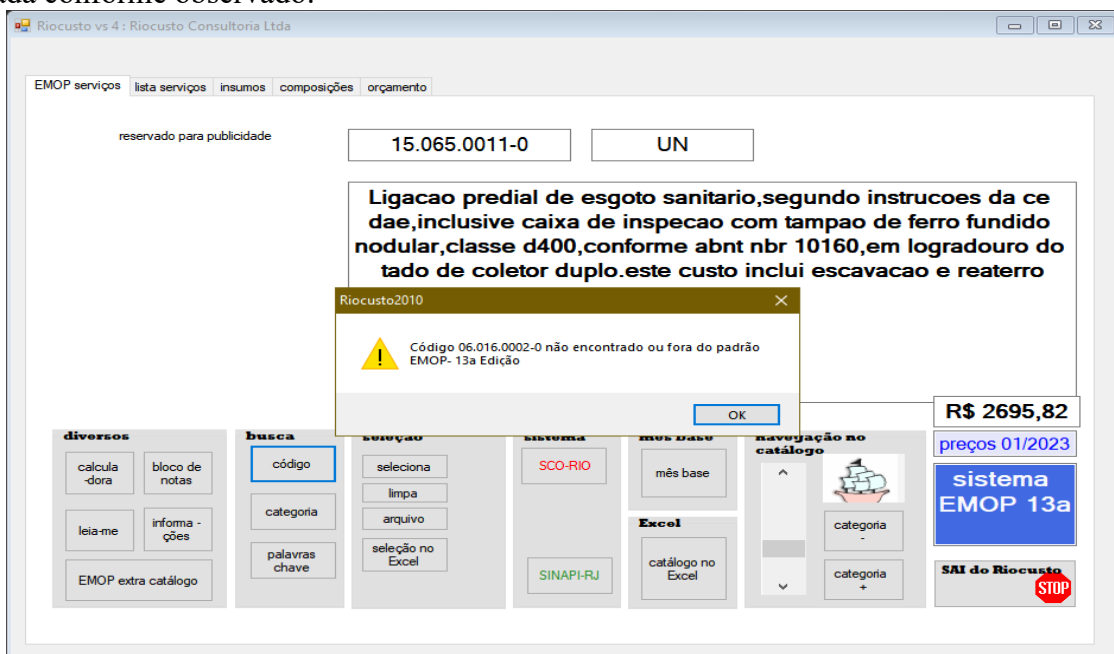 ada conforme observado.
Riocusto vs 4 : Riocusto Consultoria Ltda
EMOP serviços lista serviços insumos composições orçamento
reservado para publicidade
15.065.0011-0
UN
Ligacao predial de esgoto sanitario,segundo instrucoes da ce
dae,inclusive caixa de inspecao com tampao de ferro fundido
nodular,classe d400,conforme abnt nbr 10160,em logradouro do
tado de coletor duplo.este custo inclui escavacao e reaterro
Riocusto2010
Código 06.016.0002-0 não encontrado ou fora do padrão
EMOP- 13a Edição
OK
R$ 2695,82
preços 01/2023
sistema
EMOP 13a
SAI do Riocusto
STOP
diversos
calcula
-dora
bloco de
notas
leia-me
informa -
ções
EMOP extra catálogo
busca
código
categoria
palavras
chave
seleção
seleciona
limpa
arquivo
seleção no
Excel
sistema
SCO-RIO
SINAPI-RJ
mês base
mês base
Excel
catálogo no
Excel
navegação no
catálogo
categoria
-
categoria
+